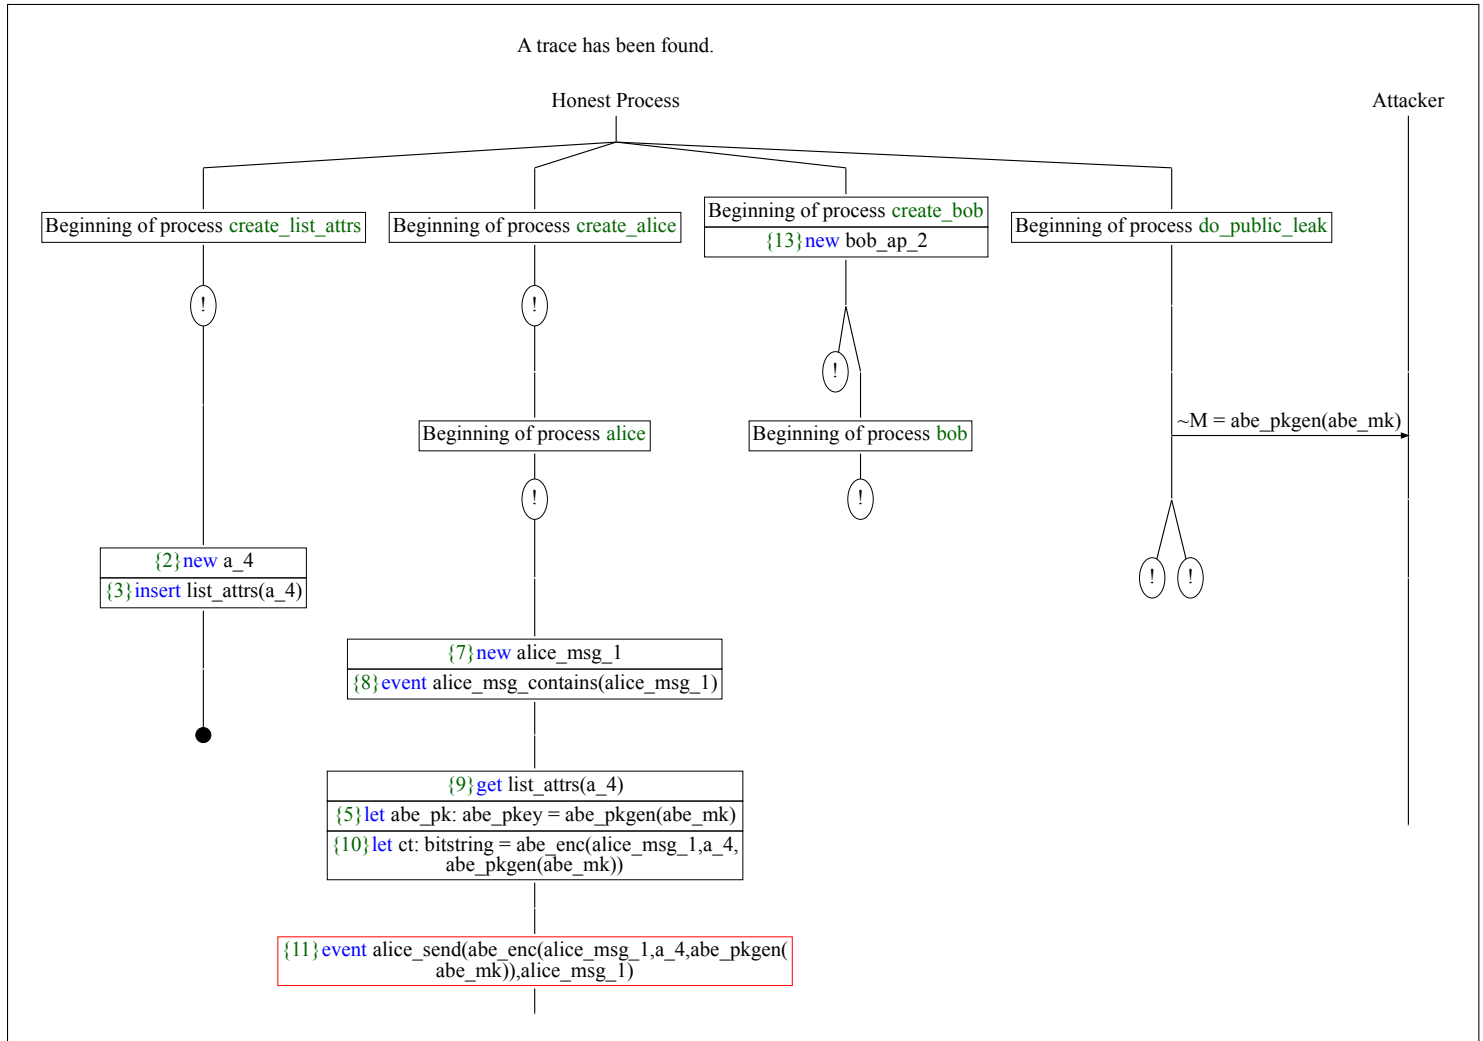 A trace has been found.
Honest Process
Attacker
Beginning of process create_list_attrs
Beginning of process create_alice
Beginning of process create_bob
{13}new bob_ap_2
Beginning of process do_public_leak
!
!
!
~M = abe_pkgen(abe_mk)
Beginning of process alice
Beginning of process bob
!
!
{2}new a_4
{3}insert list_attrs(a_4)
!
!
{7}new alice_msg_1
{8}event alice_msg_contains(alice_msg_1)
{9}get list_attrs(a_4)
{5}let abe_pk: abe_pkey = abe_pkgen(abe_mk)
{10}let ct: bitstring = abe_enc(alice_msg_1,a_4,
abe_pkgen(abe_mk))
{11}event alice_send(abe_enc(alice_msg_1,a_4,abe_pkgen(
abe_mk)),alice_msg_1)